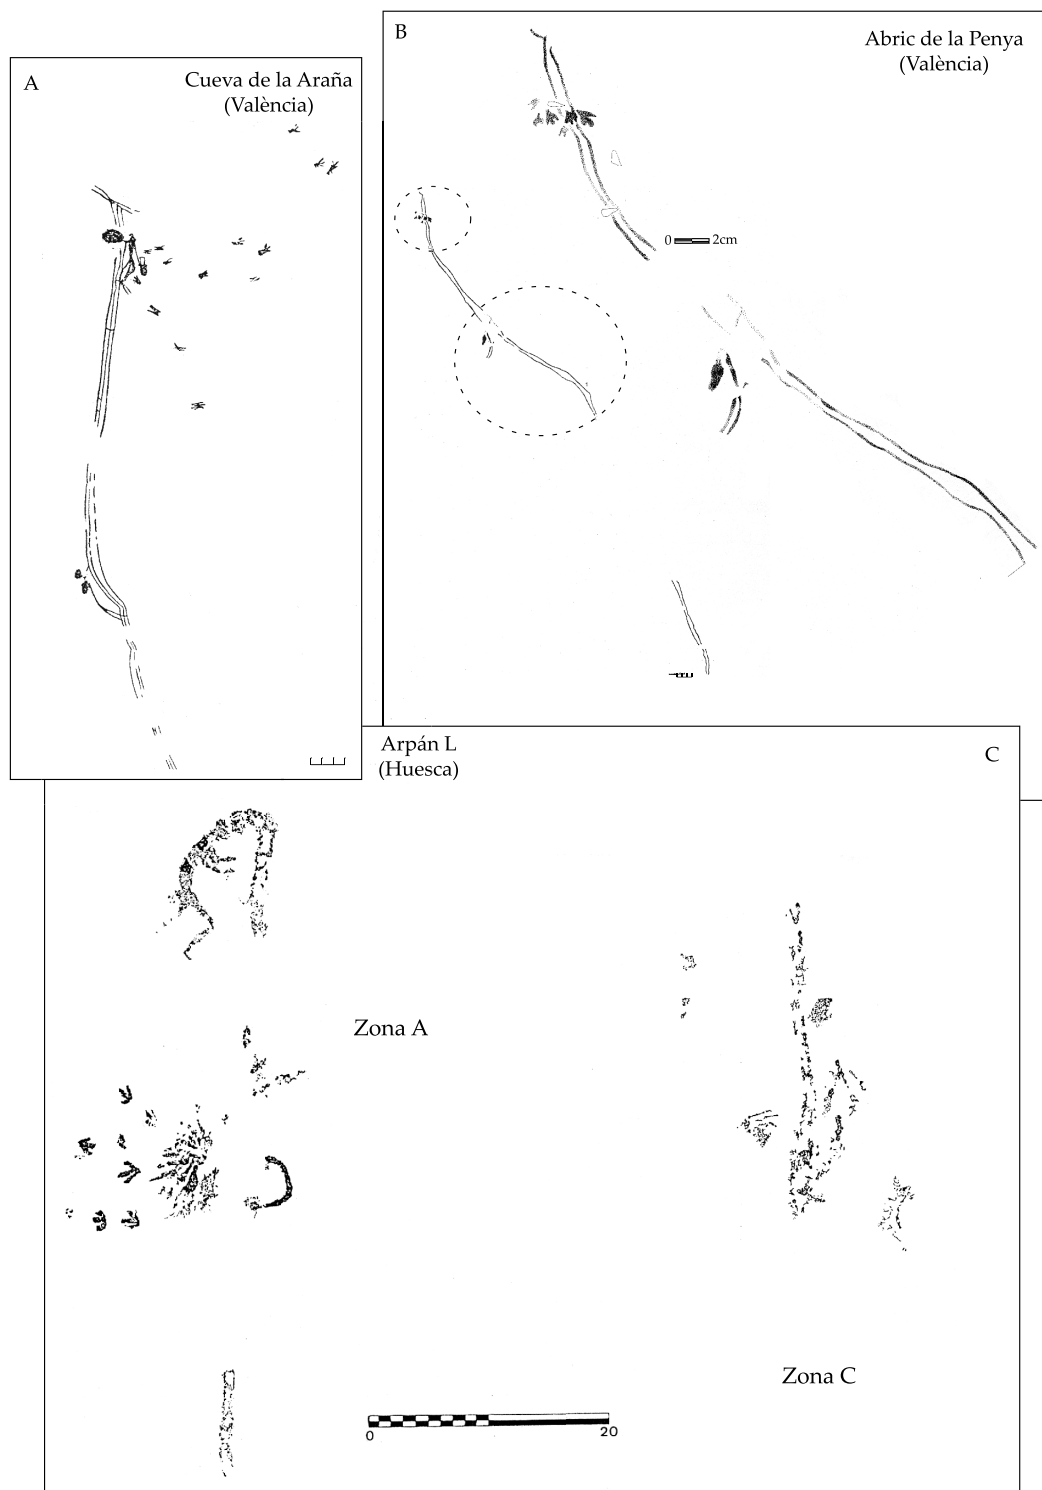 A
Cueva de la Araña
(València)
B
Abric de la Penya
(València)
0 2cm
Arpán L
(Huesca)
C
Zona A
Zona C
0 20